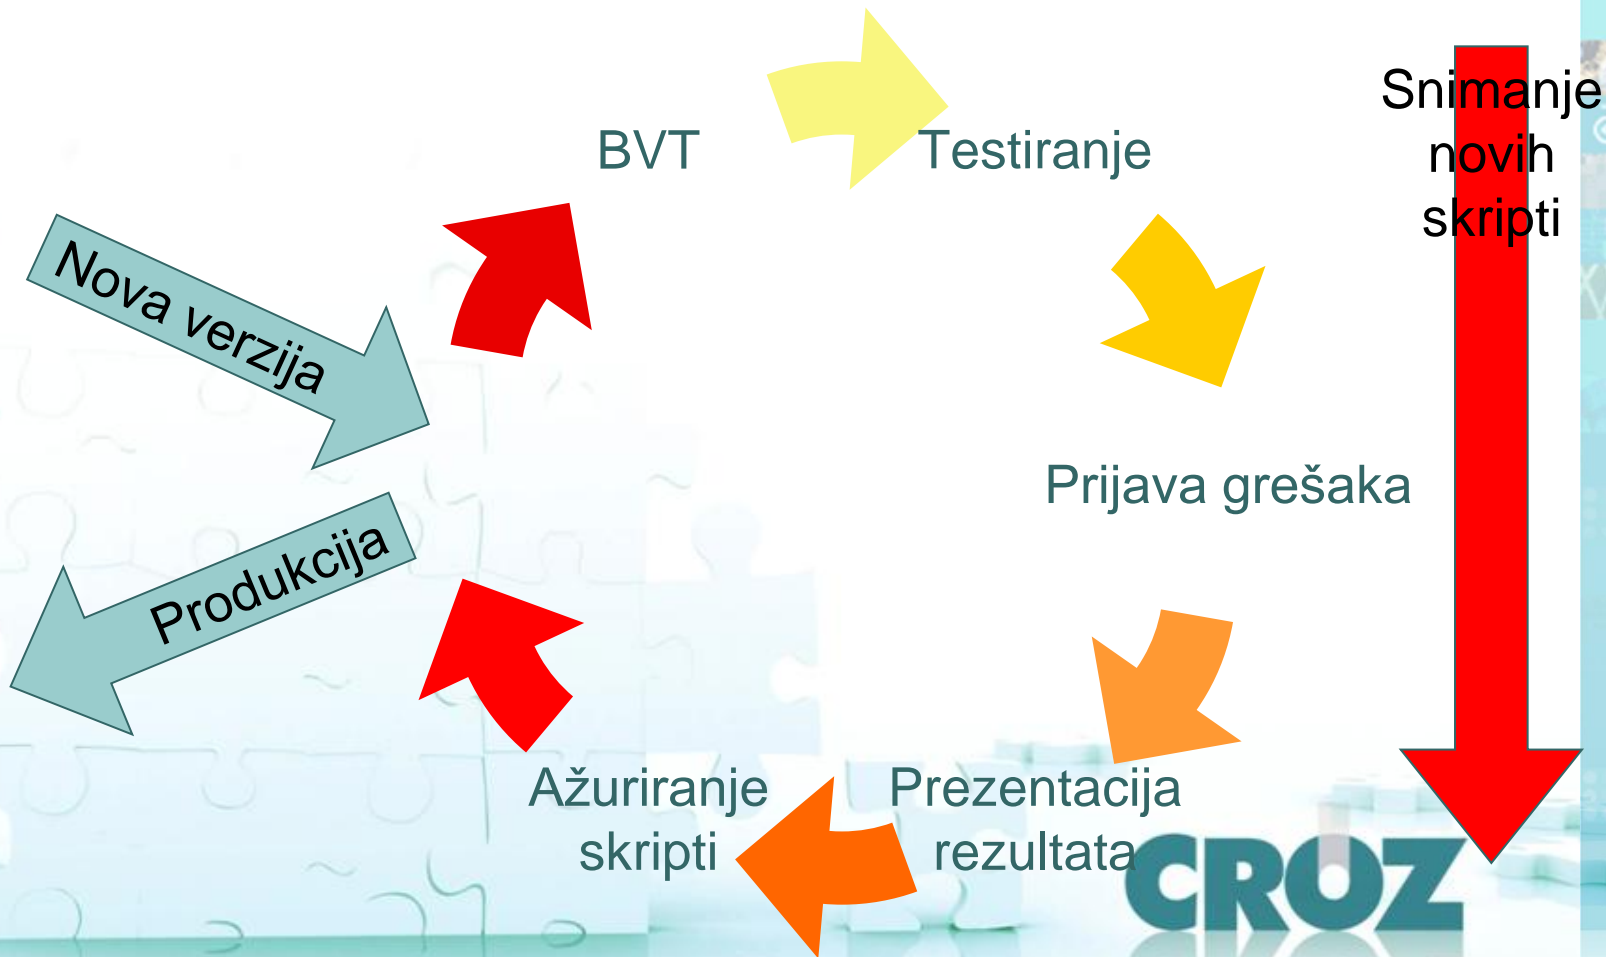 Snimanje
novih
skripti
BVT
Testiranje
Nova verzija
Prijava grešaka
Produkcija
Ažuriranje
skripti
Prezentacija
rezultata
CROZ